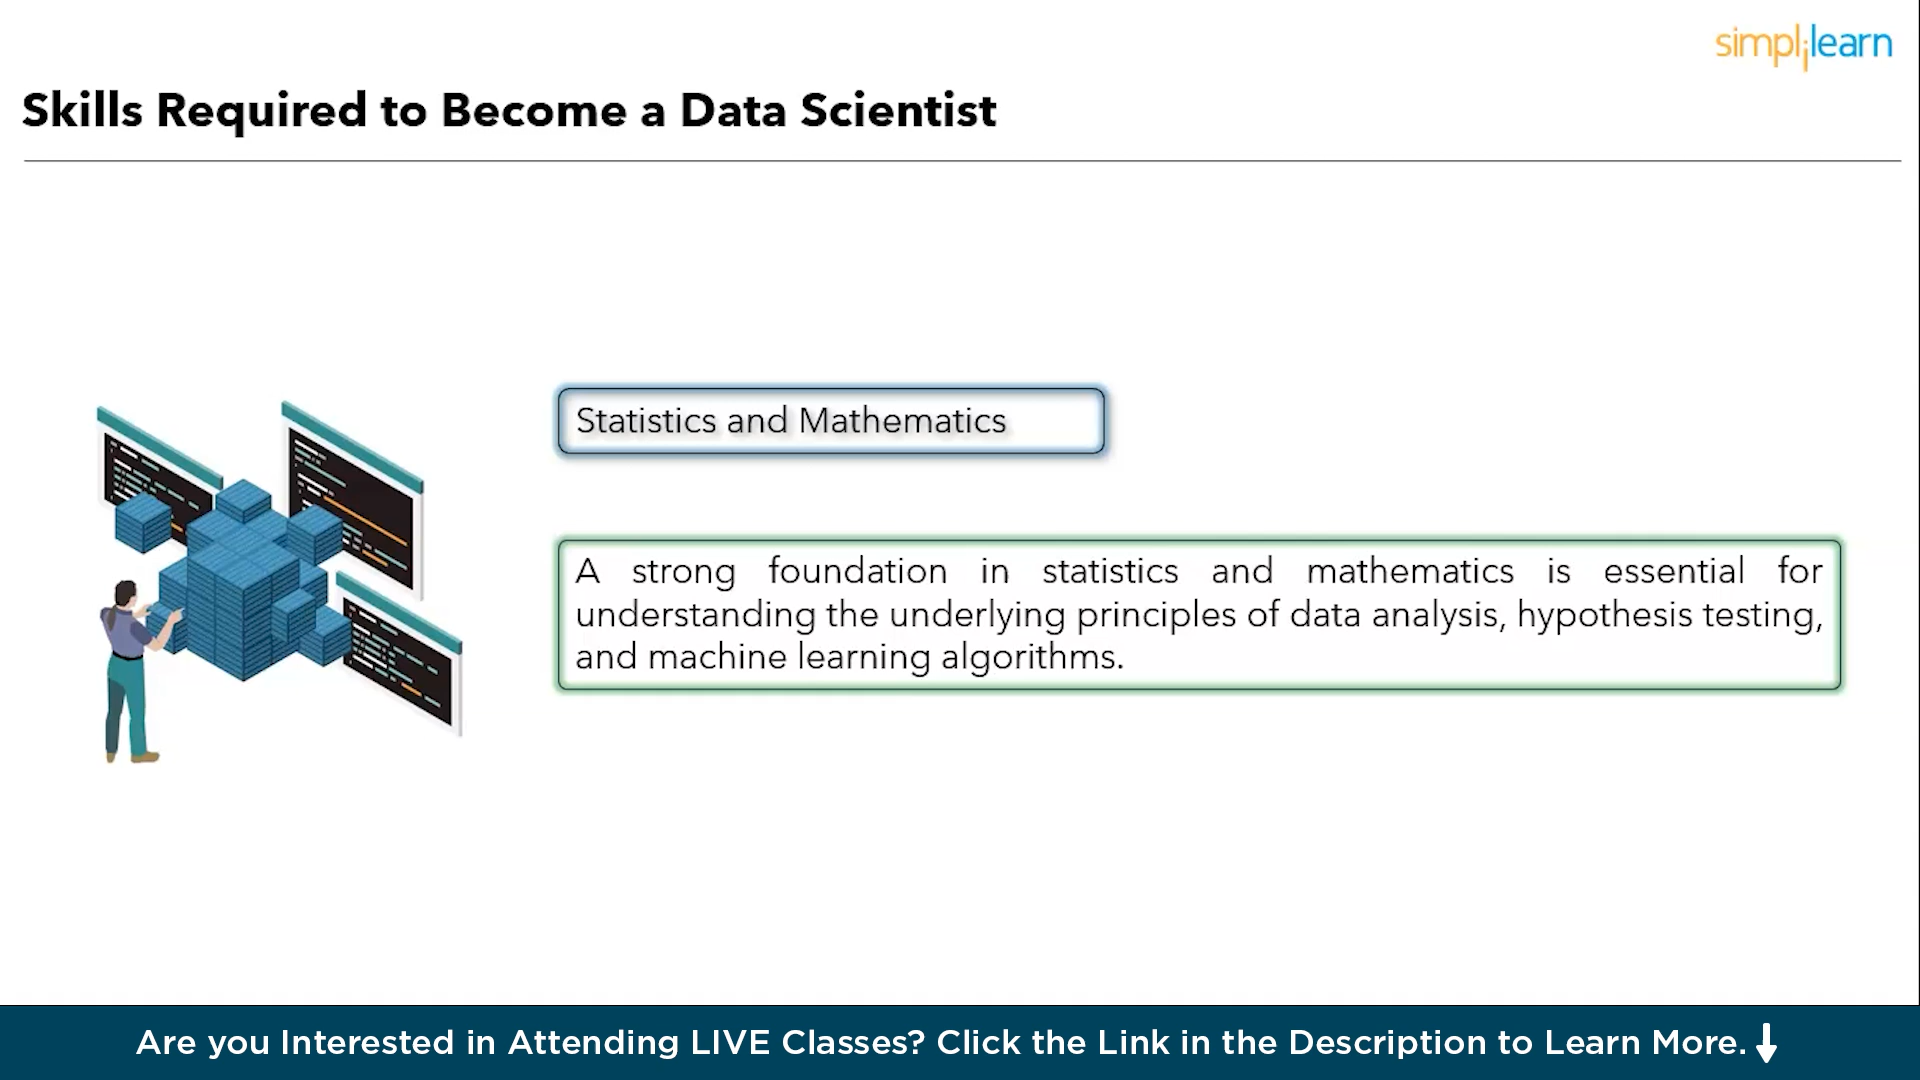 simplilearn
Skills Required to Become a Data Scientist
Statistics and Mathematics
A strong foundation in statistics and mathematics is essential for
understanding the underlying principles of data analysis, hypothesis testing,
and machine learning algorithms.
Are you Interested in Attending LIVE Classes? Click the Link in the Description to Learn More.